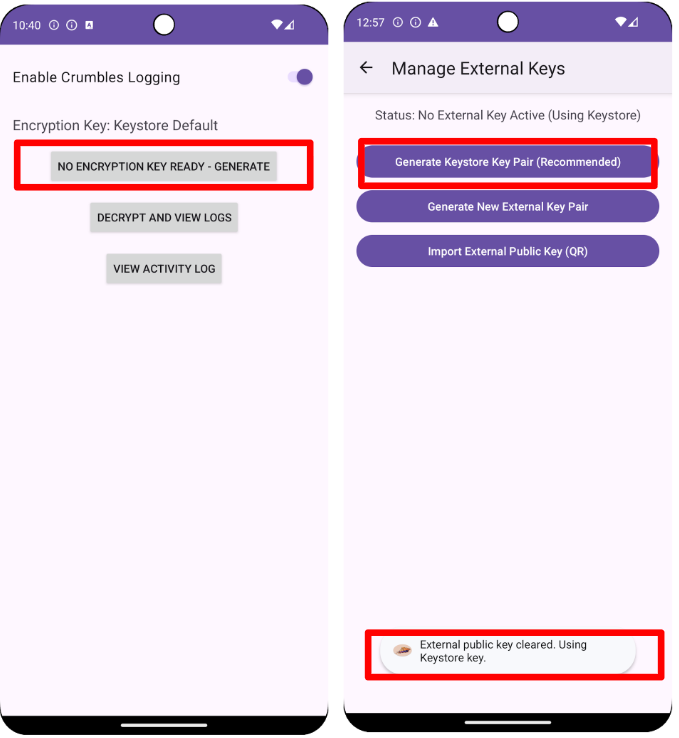 10:40
Enable Crumbles Logging
Encryption Key: Keystore Default
NO ENCRYPTION KEY READY - GENERATE
DECRYPT AND VIEW LOGS
VIEW ACTIVITY LOG
12:57
Manage External Keys
Status: No External Key Active (Using Keystore)
Generate Keystore Key Pair (Recommended)
Generate New External Key Pair
Import External Public Key (QR)
External public key cleared. Using
Keystore key.